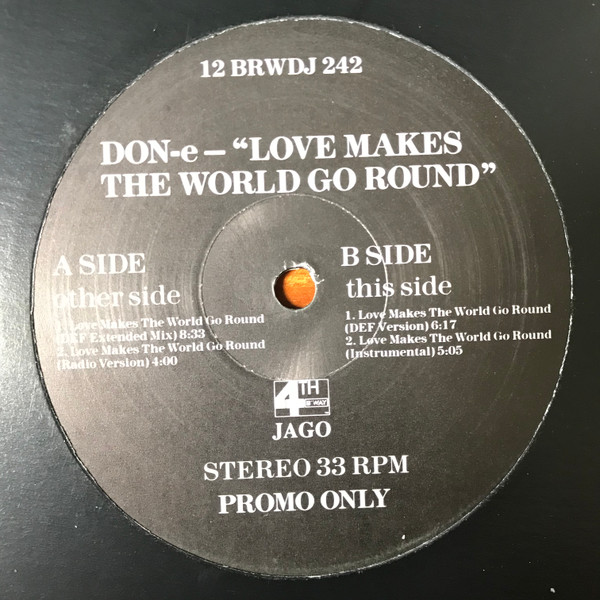 12 BRWDJ 242
DON-e – “LOVE MAKES
THE WORLD GO ROUND”
A SIDE
other side
1. Love Makes The World Go Round
(DEF Extended Mix) 8:33
2. Love Makes The World Go Round
(Radio Version) 4:00
B SIDE
this side
1. Love Makes The World Go Round
(DEF Version) 6:17
2. Love Makes The World Go Round
(Instrumental) 5:05
4TH
B'WAY
JAGO
STEREO 33 RPM
PROMO ONLY